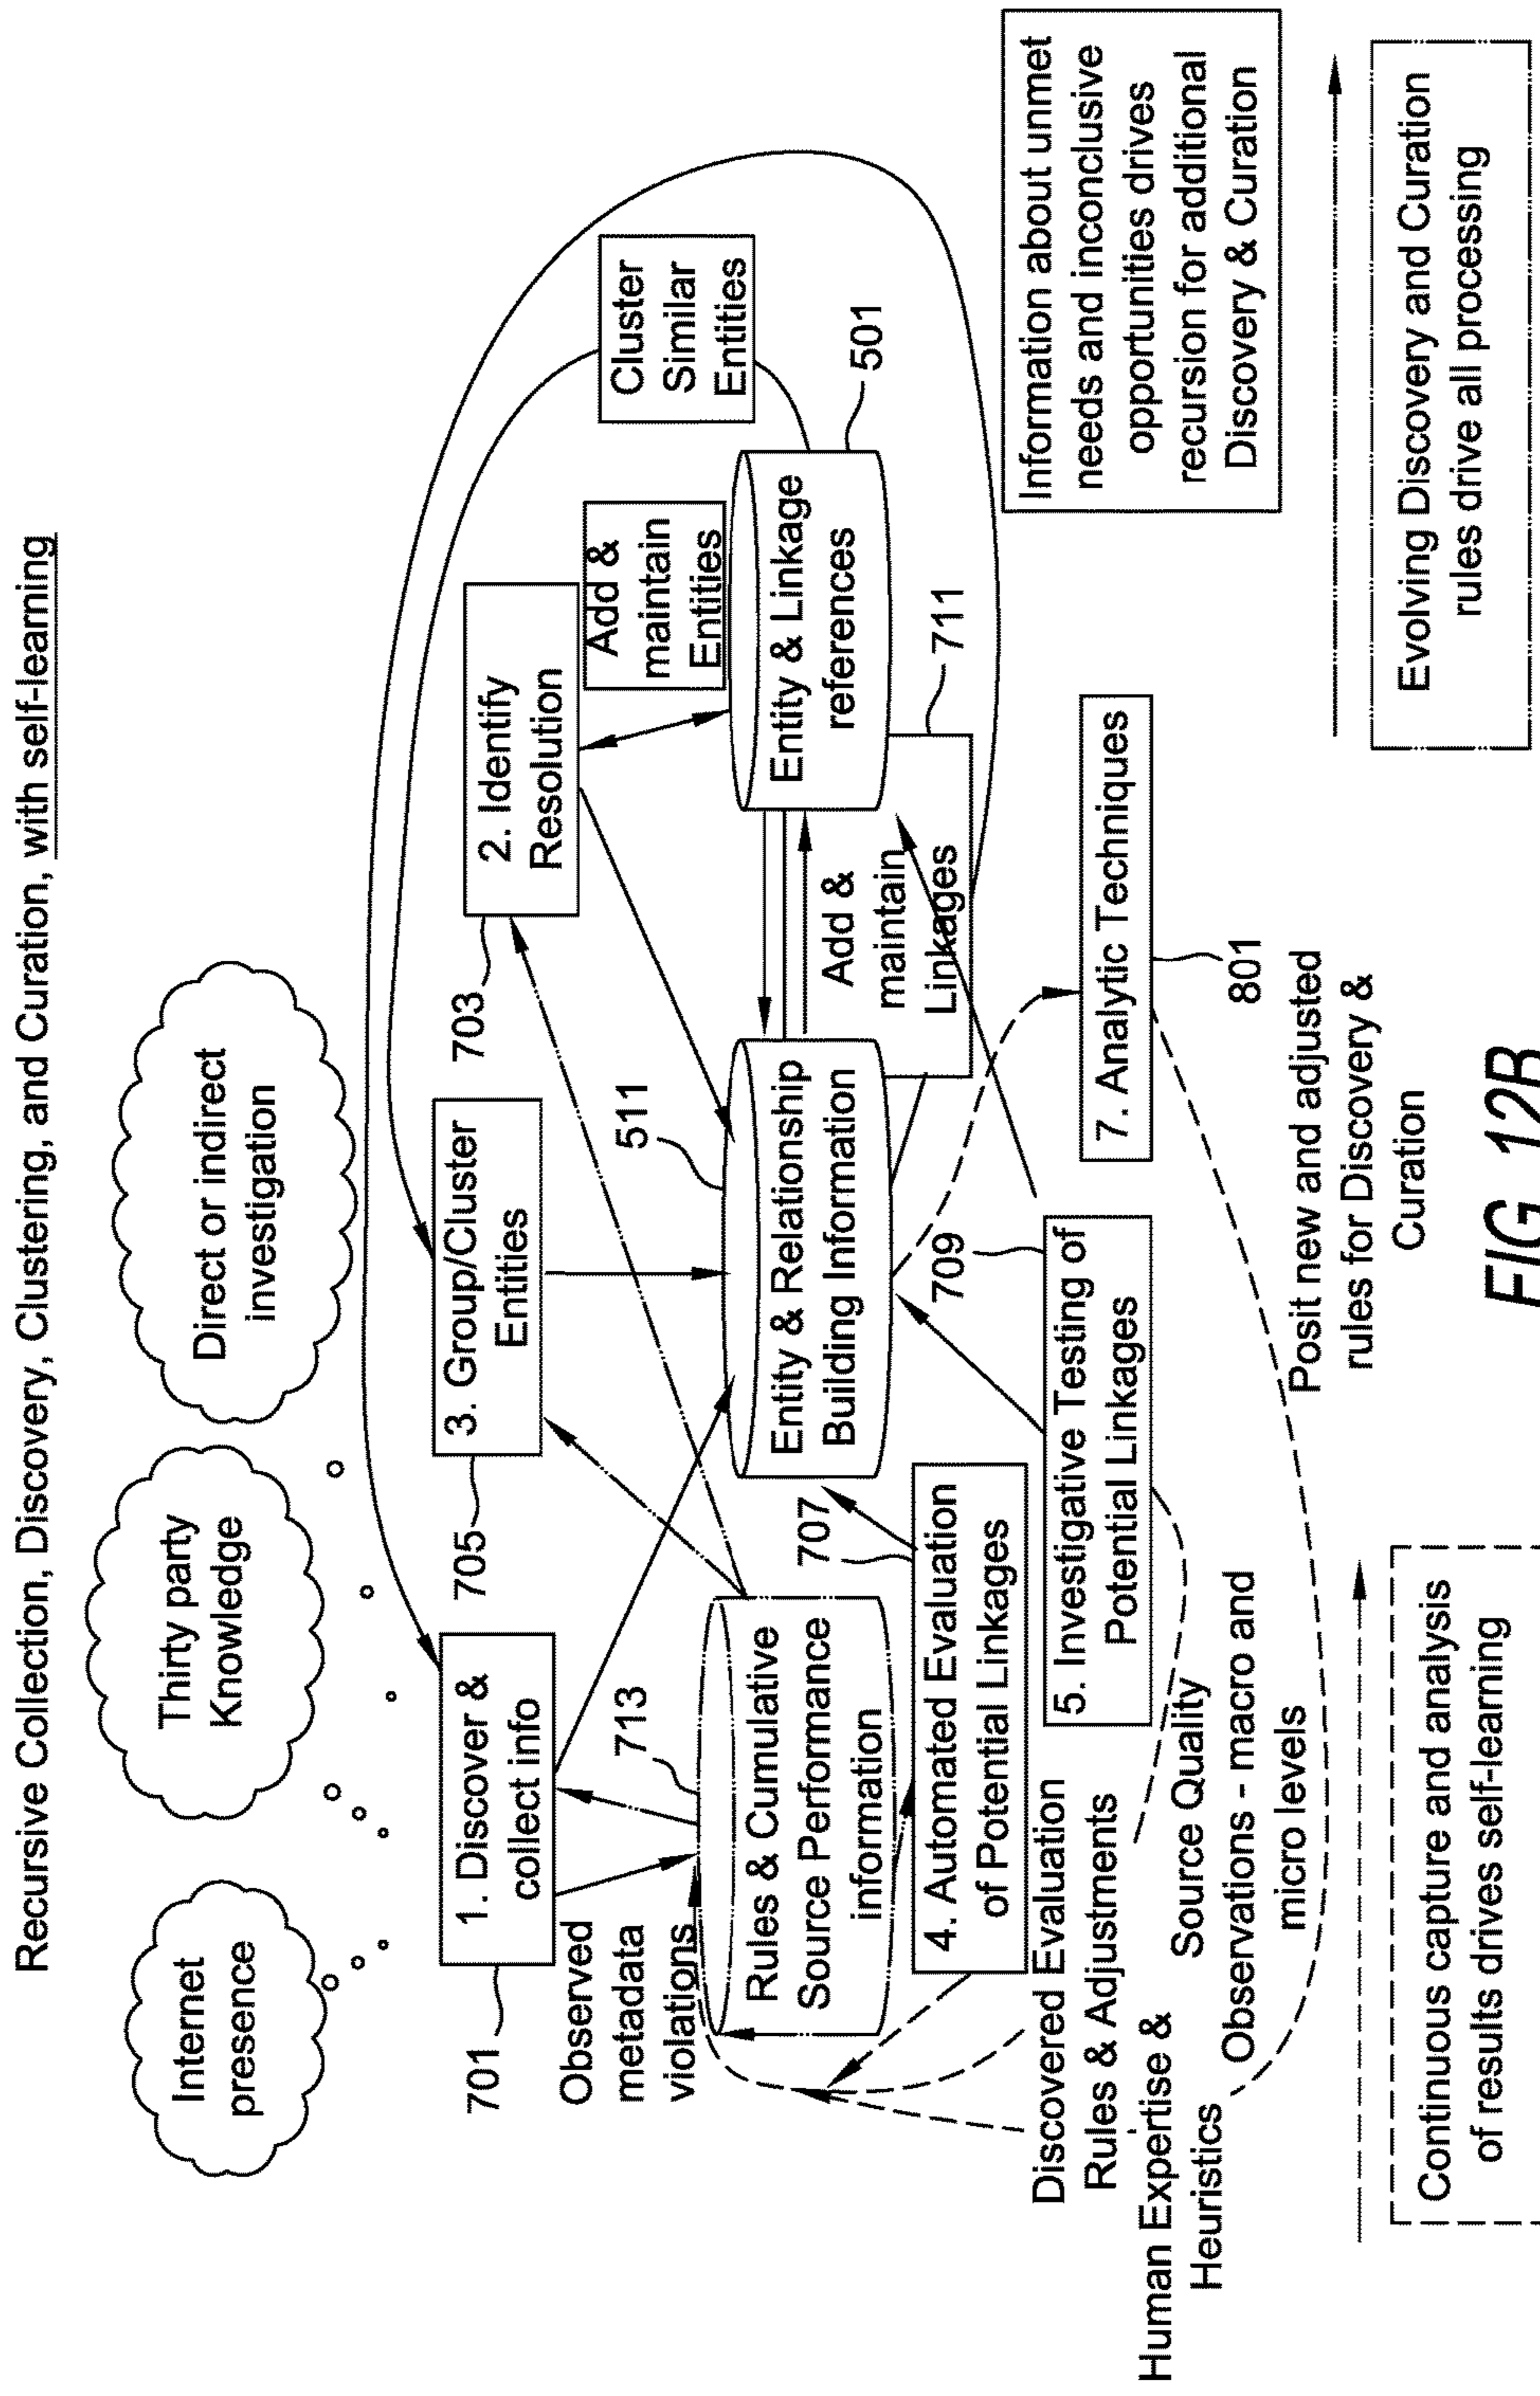 Recursive Collection, Discovery, Clustering, and Curation, with self-learning
Internet
presence
Thirty party
Knowledge
Direct or indirect
investigation
701
1. Discover &
collect info
705
3. Group/Cluster
Entities
703
2. Identify
Resolution
Cluster
Similar
Entities
Observed
metadata
violations
713
Rules & Cumulative
Source Performance
information
511
Entity & Relationship
Building Information
Add &
maintain
Entities
Entity & Linkage
references
501
Add &
maintain
Linkages
711
707
4. Automated Evaluation
of Potential Linkages
709
5. Investigative Testing of
Potential Linkages
7. Analytic Techniques
801
Information about unmet
needs and inconclusive
opportunities drives
recursion for additional
Discovery & Curation
Discovered Evaluation
Rules & Adjustments
Human Expertise &
Heuristics
Source Quality
Observations - macro and
micro levels
Posit new and adjusted
rules for Discovery &
Curation
Continuous capture and analysis
of results drives self-learning
Evolving Discovery and Curation
rules drive all processing
FIG. 12B